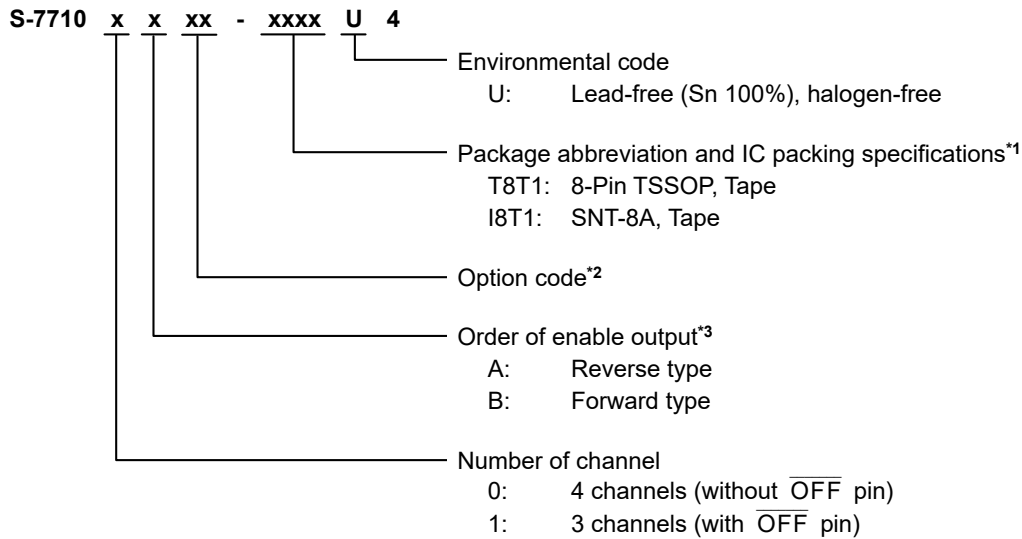 S-7710 x x xx - xxxx U 4
Environmental code
U: Lead-free (Sn 100%), halogen-free
Package abbreviation and IC packing specifications*1
T8T1: 8-Pin TSSOP, Tape
I8T1: SNT-8A, Tape
Option code*2
Order of enable output*3
A: Reverse type
B: Forward type
Number of channel
0: 4 channels (without O̅F̅F̅ pin)
1: 3 channels (with O̅F̅F̅ pin)